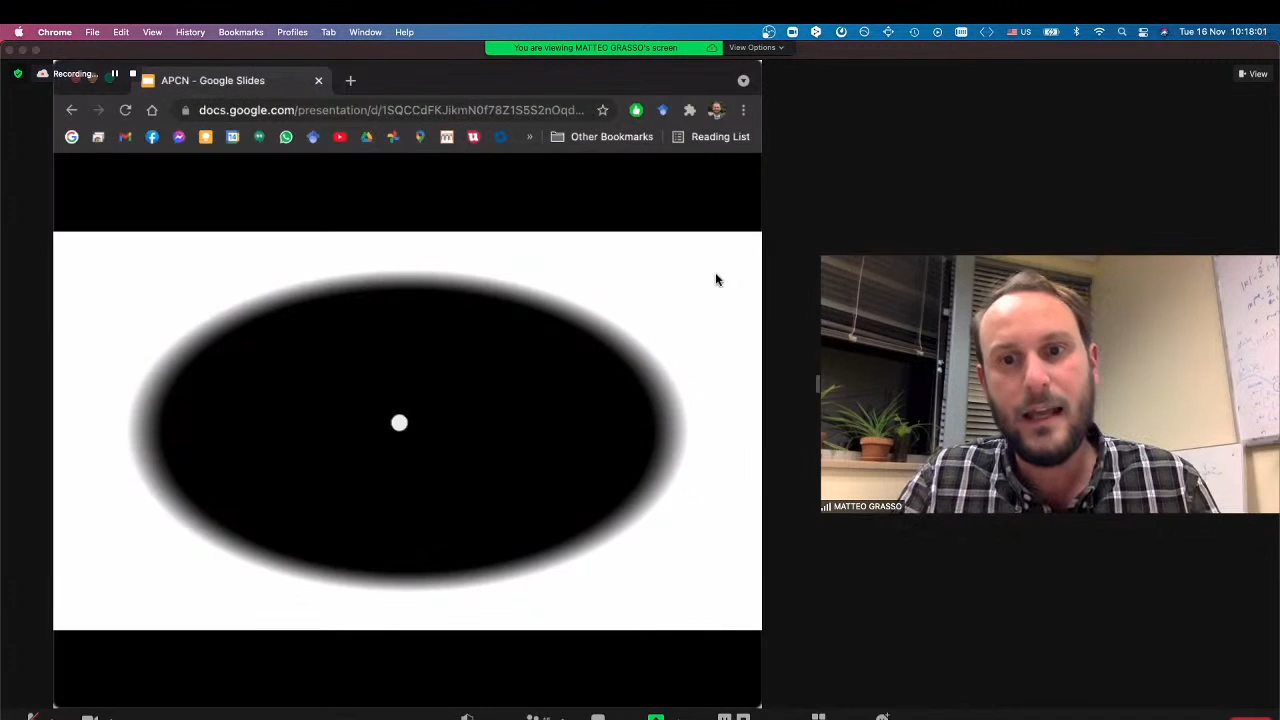 Chrome File Edit View History Bookmarks Profiles Tab Window Help US Tue 16 Nov 10:18:01
You are viewing MATTEO GRASSO's screen View Options
Recording... View
APCN - Google Slides
docs.google.com/presentation/d/1SQCCdFKJikmN0f78Z1S5S2nOqd...
Other Bookmarks Reading List
MATTEO GRASSO